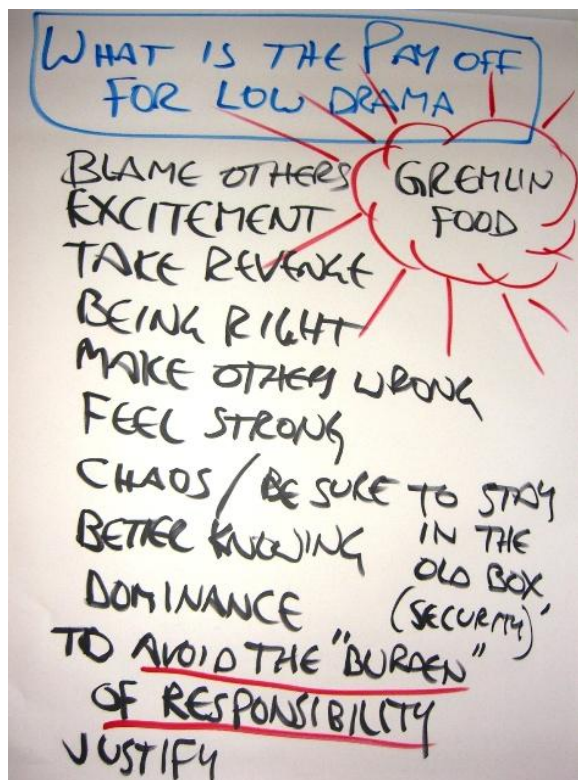 WHAT IS THE PAY OFF
FOR LOW DRAMA
GREMLIN
FOOD
BLAME OTHERS
EXCITEMENT
TAKE REVENGE
BEING RIGHT
MAKE OTHERS WRONG
FEEL STRONG
CHAOS / BE SURE TO STAY
IN THE
OLD BOX
(SECURITY)
BETTER KNOWING
DOMINANCE
TO AVOID THE "BURDEN"
OF RESPONSIBILITY
JUSTIFY